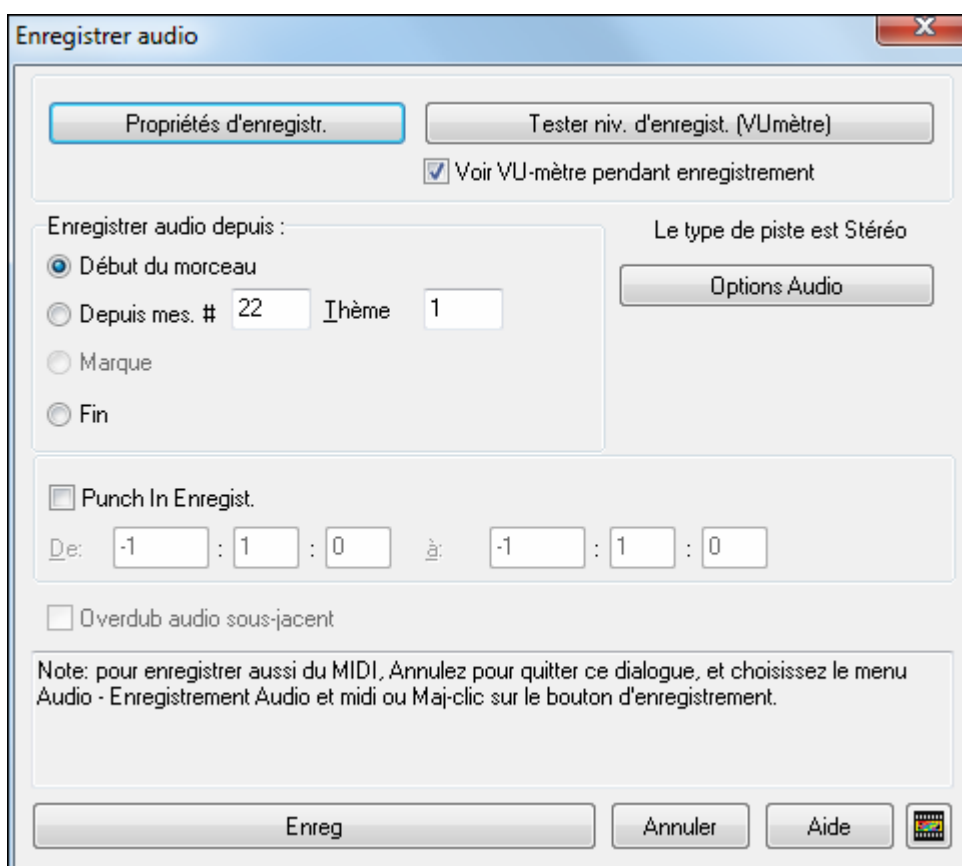 Enregistrer audio
Propriétés d'enregistr.
Tester niv. d'enregist. (VUmètre)
Voir VU-mètre pendant enregistrement
Enregistrer audio depuis :
Le type de piste est Stéréo
Début du morceau
Options Audio
Depuis mes. # 22 Thème 1
Marque
Fin
Punch In Enregist.
De: -1 : 1 : 0 à: -1 : 1 : 0
Overdub audio sous-jacent
Note: pour enregistrer aussi du MIDI, Annulez pour quitter ce dialogue, et choisissez le menu
Audio - Enregistrement Audio et midi ou Maj-clic sur le bouton d'enregistrement.
Enreg Annuler Aide